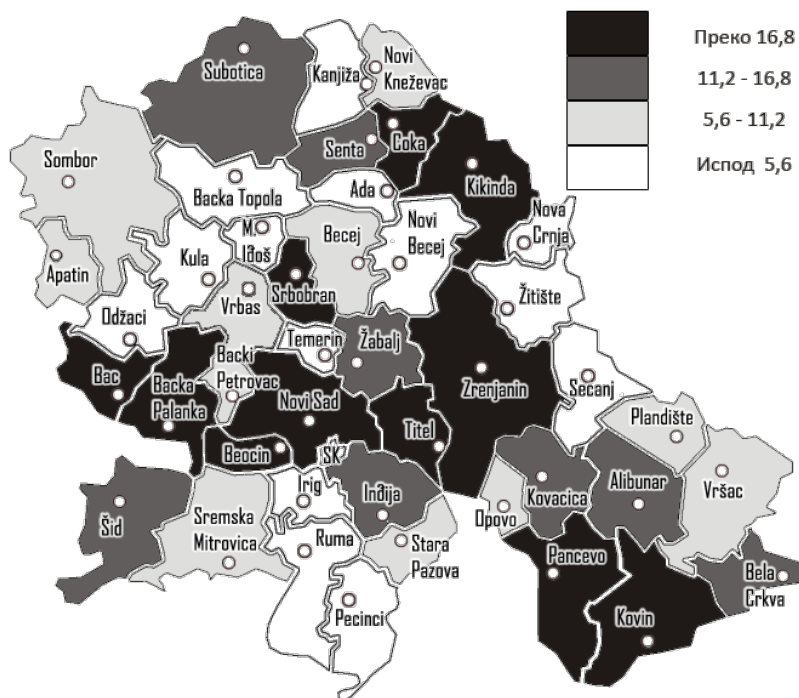 Преко 16,8
11,2 - 16,8
5,6 - 11,2
Испод 5,6
Subotica
Kanjiža
Novi
Kneževac
Senta
Coka
Kikinda
Sombor
Backa Topola
Ada
Novi
Becej
Nova
Crnja
M.
Iđoš
Becej
Kula
Apatin
Srbobran
Žitište
Vrbas
Odžaci
Temerin
Žabalj
Backi
Petrovac
Bac
Backa
Palanka
Novi Sad
Zrenjanin
Secanj
Titel
Plandište
Beocin
SK
Irig
Inđija
Kovacica
Alibunar
Vršac
Šid
Sremska
Mitrovica
Opovo
Ruma
Stara
Pazova
Pancevo
Bela
Crkva
Pecinci
Kovin